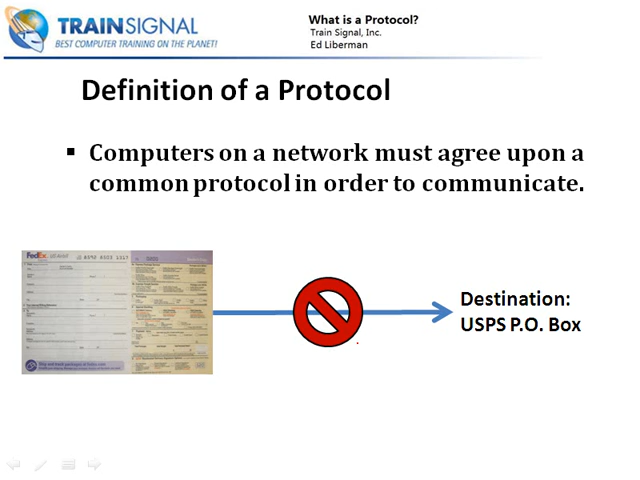 TRAINSIGNAL
BEST COMPUTER TRAINING ON THE PLANET!
What is a Protocol?
Train Signal, Inc.
Ed Liberman
Definition of a Protocol
▪ Computers on a network must agree upon a
common protocol in order to communicate.
FedEx
Destination:
USPS P.O. Box